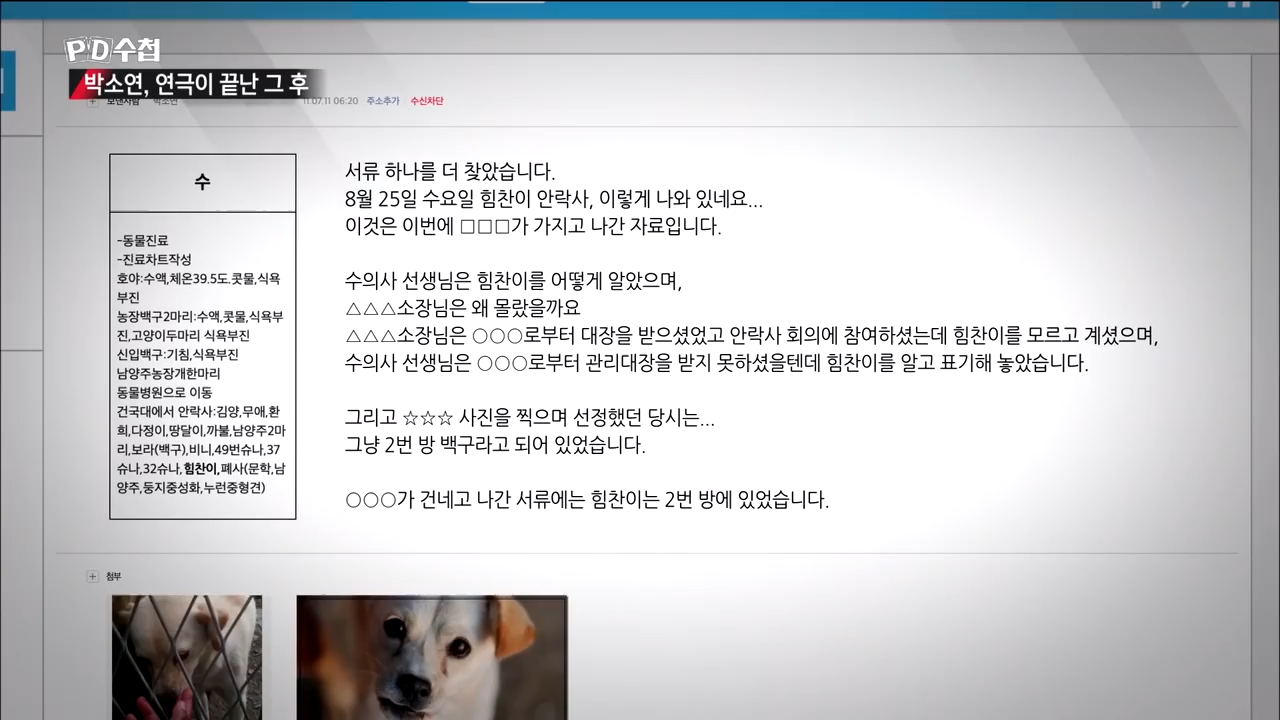 PD수첩
박소연, 연극이 끝난 그 후
보낸사람 박소연 11.07.11 06:20 주소추가 수신차단
수
-동물진료
-진료차트작성
호야:수액,체온39.5도.콧물,식욕
부진
농장백구2마리:수액,콧물,식욕부
진,고양이두마리 식욕부진
신입백구:기침,식욕부진
남양주농장개한마리
동물병원으로 이동
건국대에서 안락사:김양,무애,환
희,다정이,땅달이,까불,남양주2마
리,보라(백구),비니,49번슈나,37
슈나,32슈나,힘찬이,폐사(문학,남
양주,둥지중성화,누런중형견)
서류 하나를 더 찾았습니다.
8월 25일 수요일 힘찬이 안락사, 이렇게 나와 있네요...
이것은 이번에 □□□가 가지고 나간 자료입니다.
수의사 선생님은 힘찬이를 어떻게 알았으며,
△△△소장님은 왜 몰랐을까요
△△△소장님은 ○○○로부터 대장을 받으셨었고 안락사 회의에 참여하셨는데 힘찬이를 모르고 계셨으며,
수의사 선생님은 ○○○로부터 관리대장을 받지 못하셨을텐데 힘찬이를 알고 표기해 놓았습니다.
그리고 ☆☆☆ 사진을 찍으며 선정했던 당시는...
그냥 2번 방 백구라고 되어 있었습니다.
○○○가 건네고 나간 서류에는 힘찬이는 2번 방에 있었습니다.
첨부